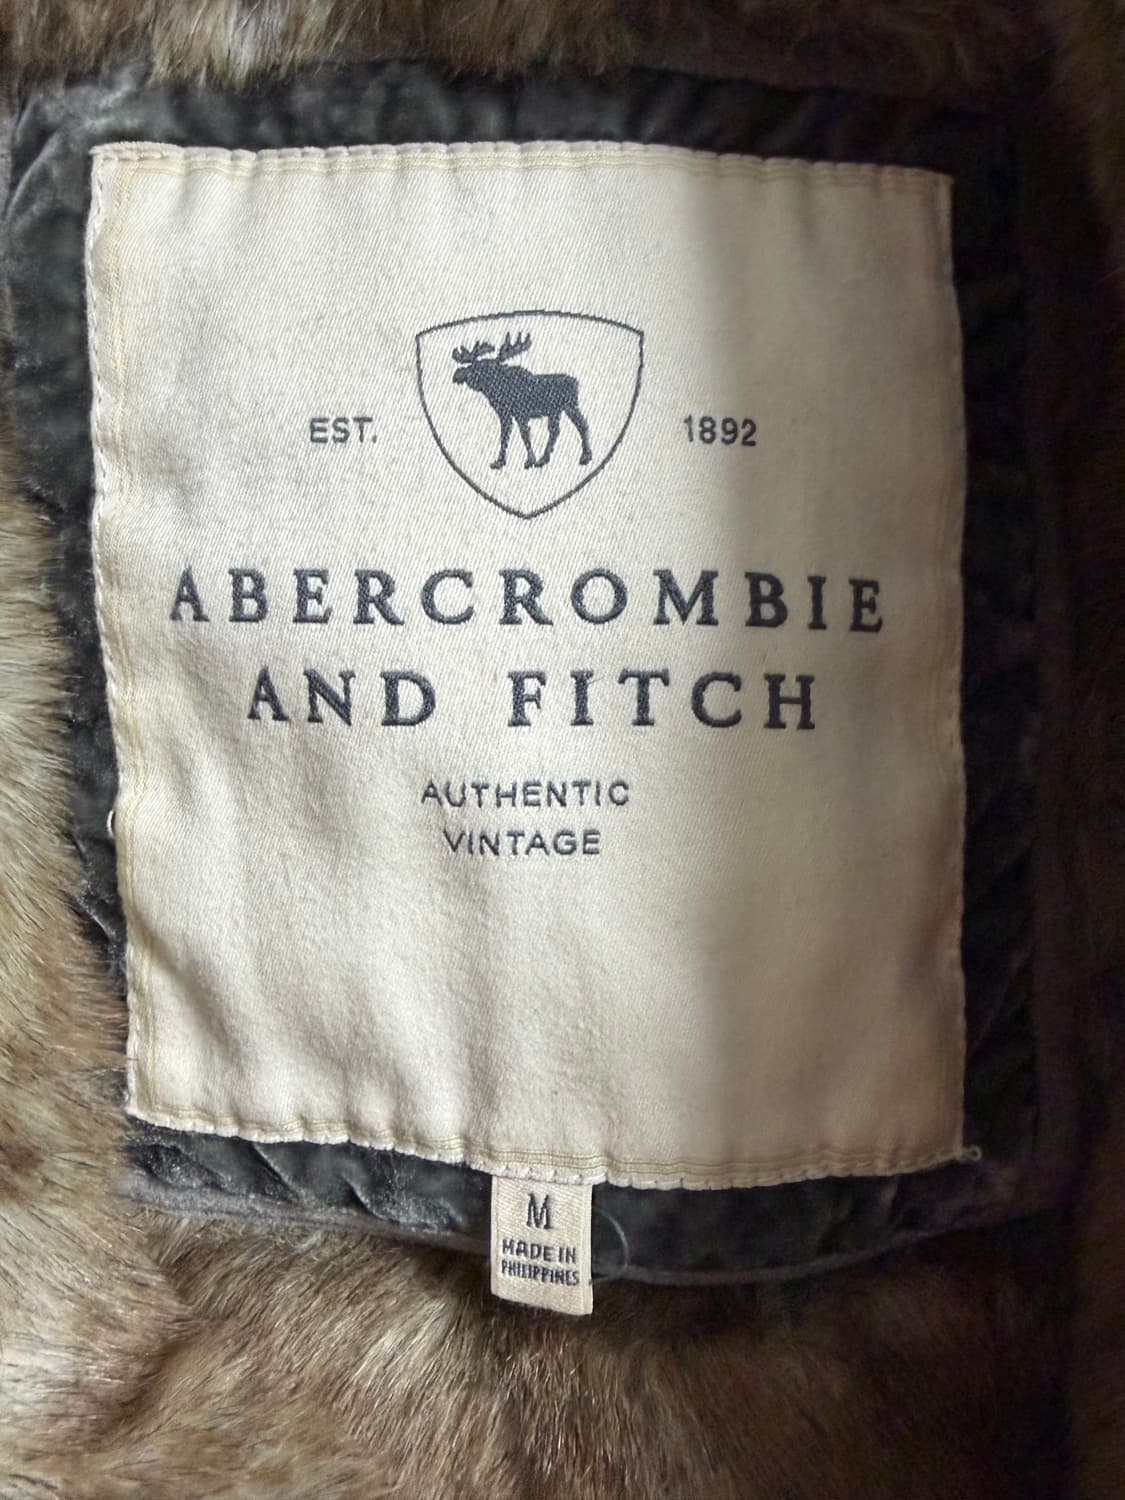 EST. 1892
ABERCROMBIE
AND FITCH
AUTHENTIC
VINTAGE
M
MADE IN
PHILIPPINES